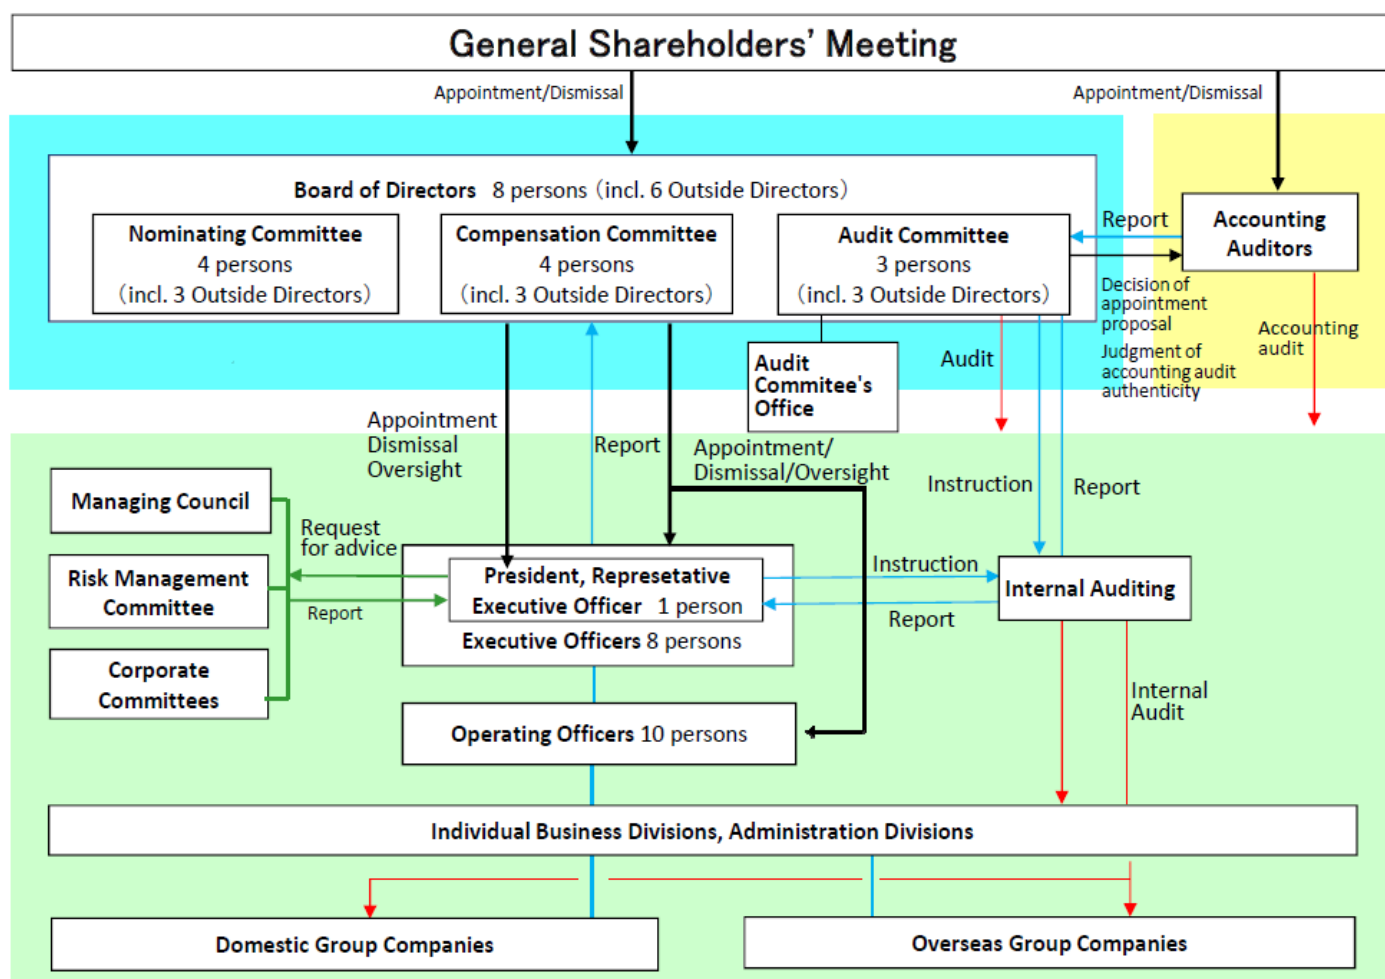 General Shareholders' Meeting
Appointment/Dismissal
Appointment/Dismissal
Board of Directors 8 persons (incl. 6 Outside Directors)
Nominating Committee
4 persons
(incl. 3 Outside Directors)
Compensation Committee
4 persons
(incl. 3 Outside Directors)
Audit Committee
3 persons
(incl. 3 Outside Directors)
Report
Accounting
Auditors
Decision of
appointment
proposal
Judgment of
accounting audit
authenticity
Accounting
audit
Audit
Commitee's
Office
Audit
Appointment
Dismissal
Oversight
Report
Appointment/
Dismissal/Oversight
Instruction
Report
Managing Council
Risk Management
Committee
Corporate
Committees
Request
for advice
Report
President, Represetative
Executive Officer 1 person
Executive Officers 8 persons
Instruction
Report
Internal Auditing
Internal
Audit
Operating Officers 10 persons
Individual Business Divisions, Administration Divisions
Domestic Group Companies
Overseas Group Companies